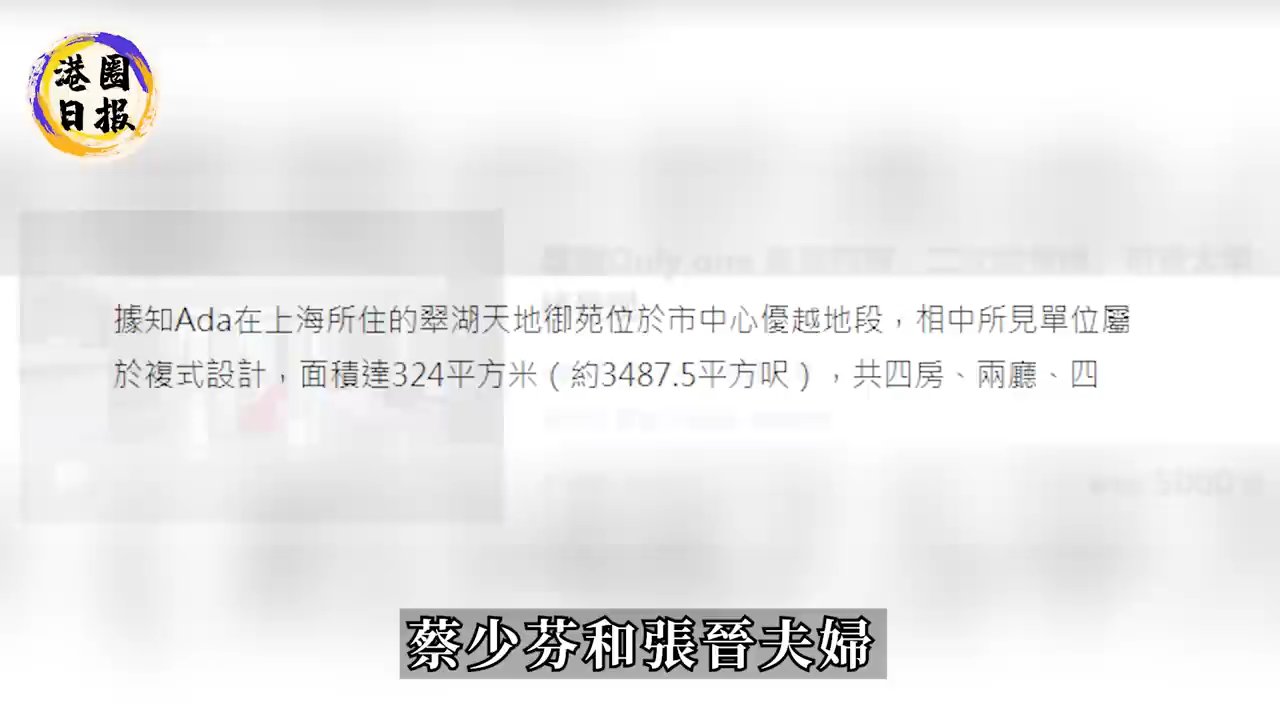 港圈
日报
據知Ada在上海所住的翠湖天地御苑位於市中心優越地段，相中所見單位屬
於複式設計，面積達324平方米（約3487.5平方呎），共四房、兩廳、四
蔡少芬和張晉夫婦